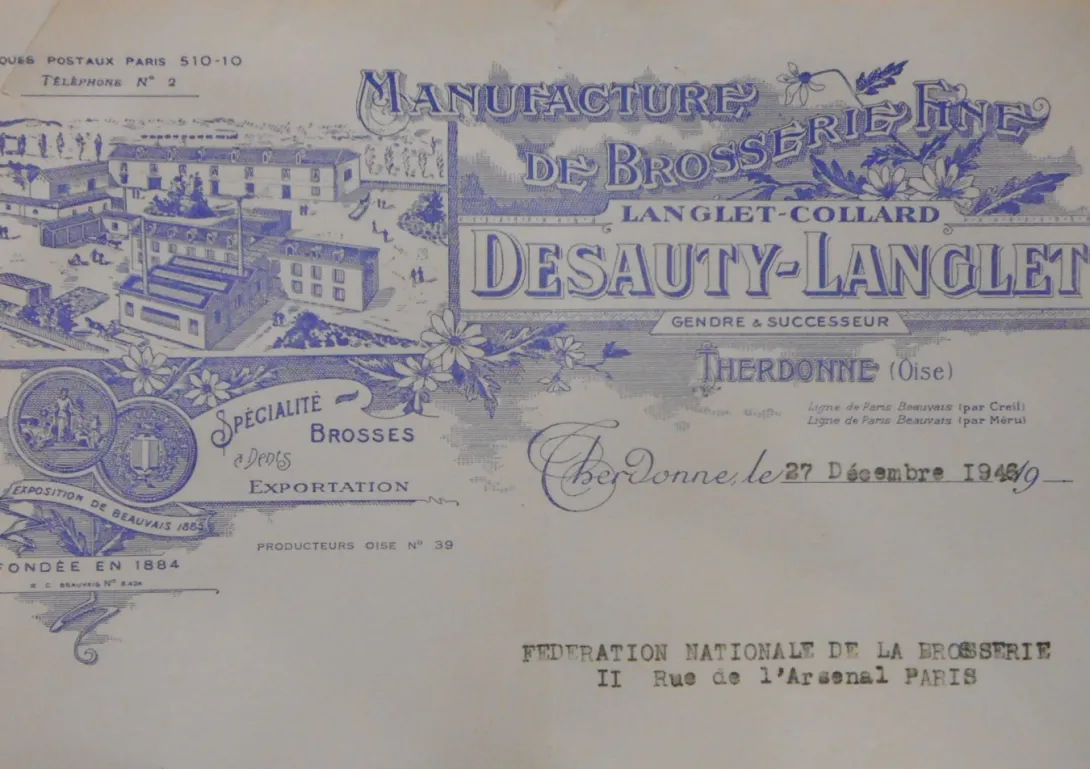 QUES POSTAUX PARIS 510-10
TÉLÉPHONE N° 2
MANUFACTURE
DE BROSSERIE FINE
LANGLET-COLLARD
DESAUTY-LANGLET
GENDRE & SUCCESSEUR
THERDONNE (Oise)
Ligne de Paris Beauvais (par Creil)
Ligne de Paris Beauvais (par Méru)
SPÉCIALITÉ
BROSSES
à Dents
EXPORTATION
Therdonne, le 27 Décembre 1946/9
EXPOSITION DE BEAUVAIS 1885
PRODUCTEURS OISE N° 39
FONDÉE EN 1884
R. C. BEAUVAIS N°
FEDERATION NATIONALE DE LA BROSSERIE
II Rue de l'Arsenal PARIS